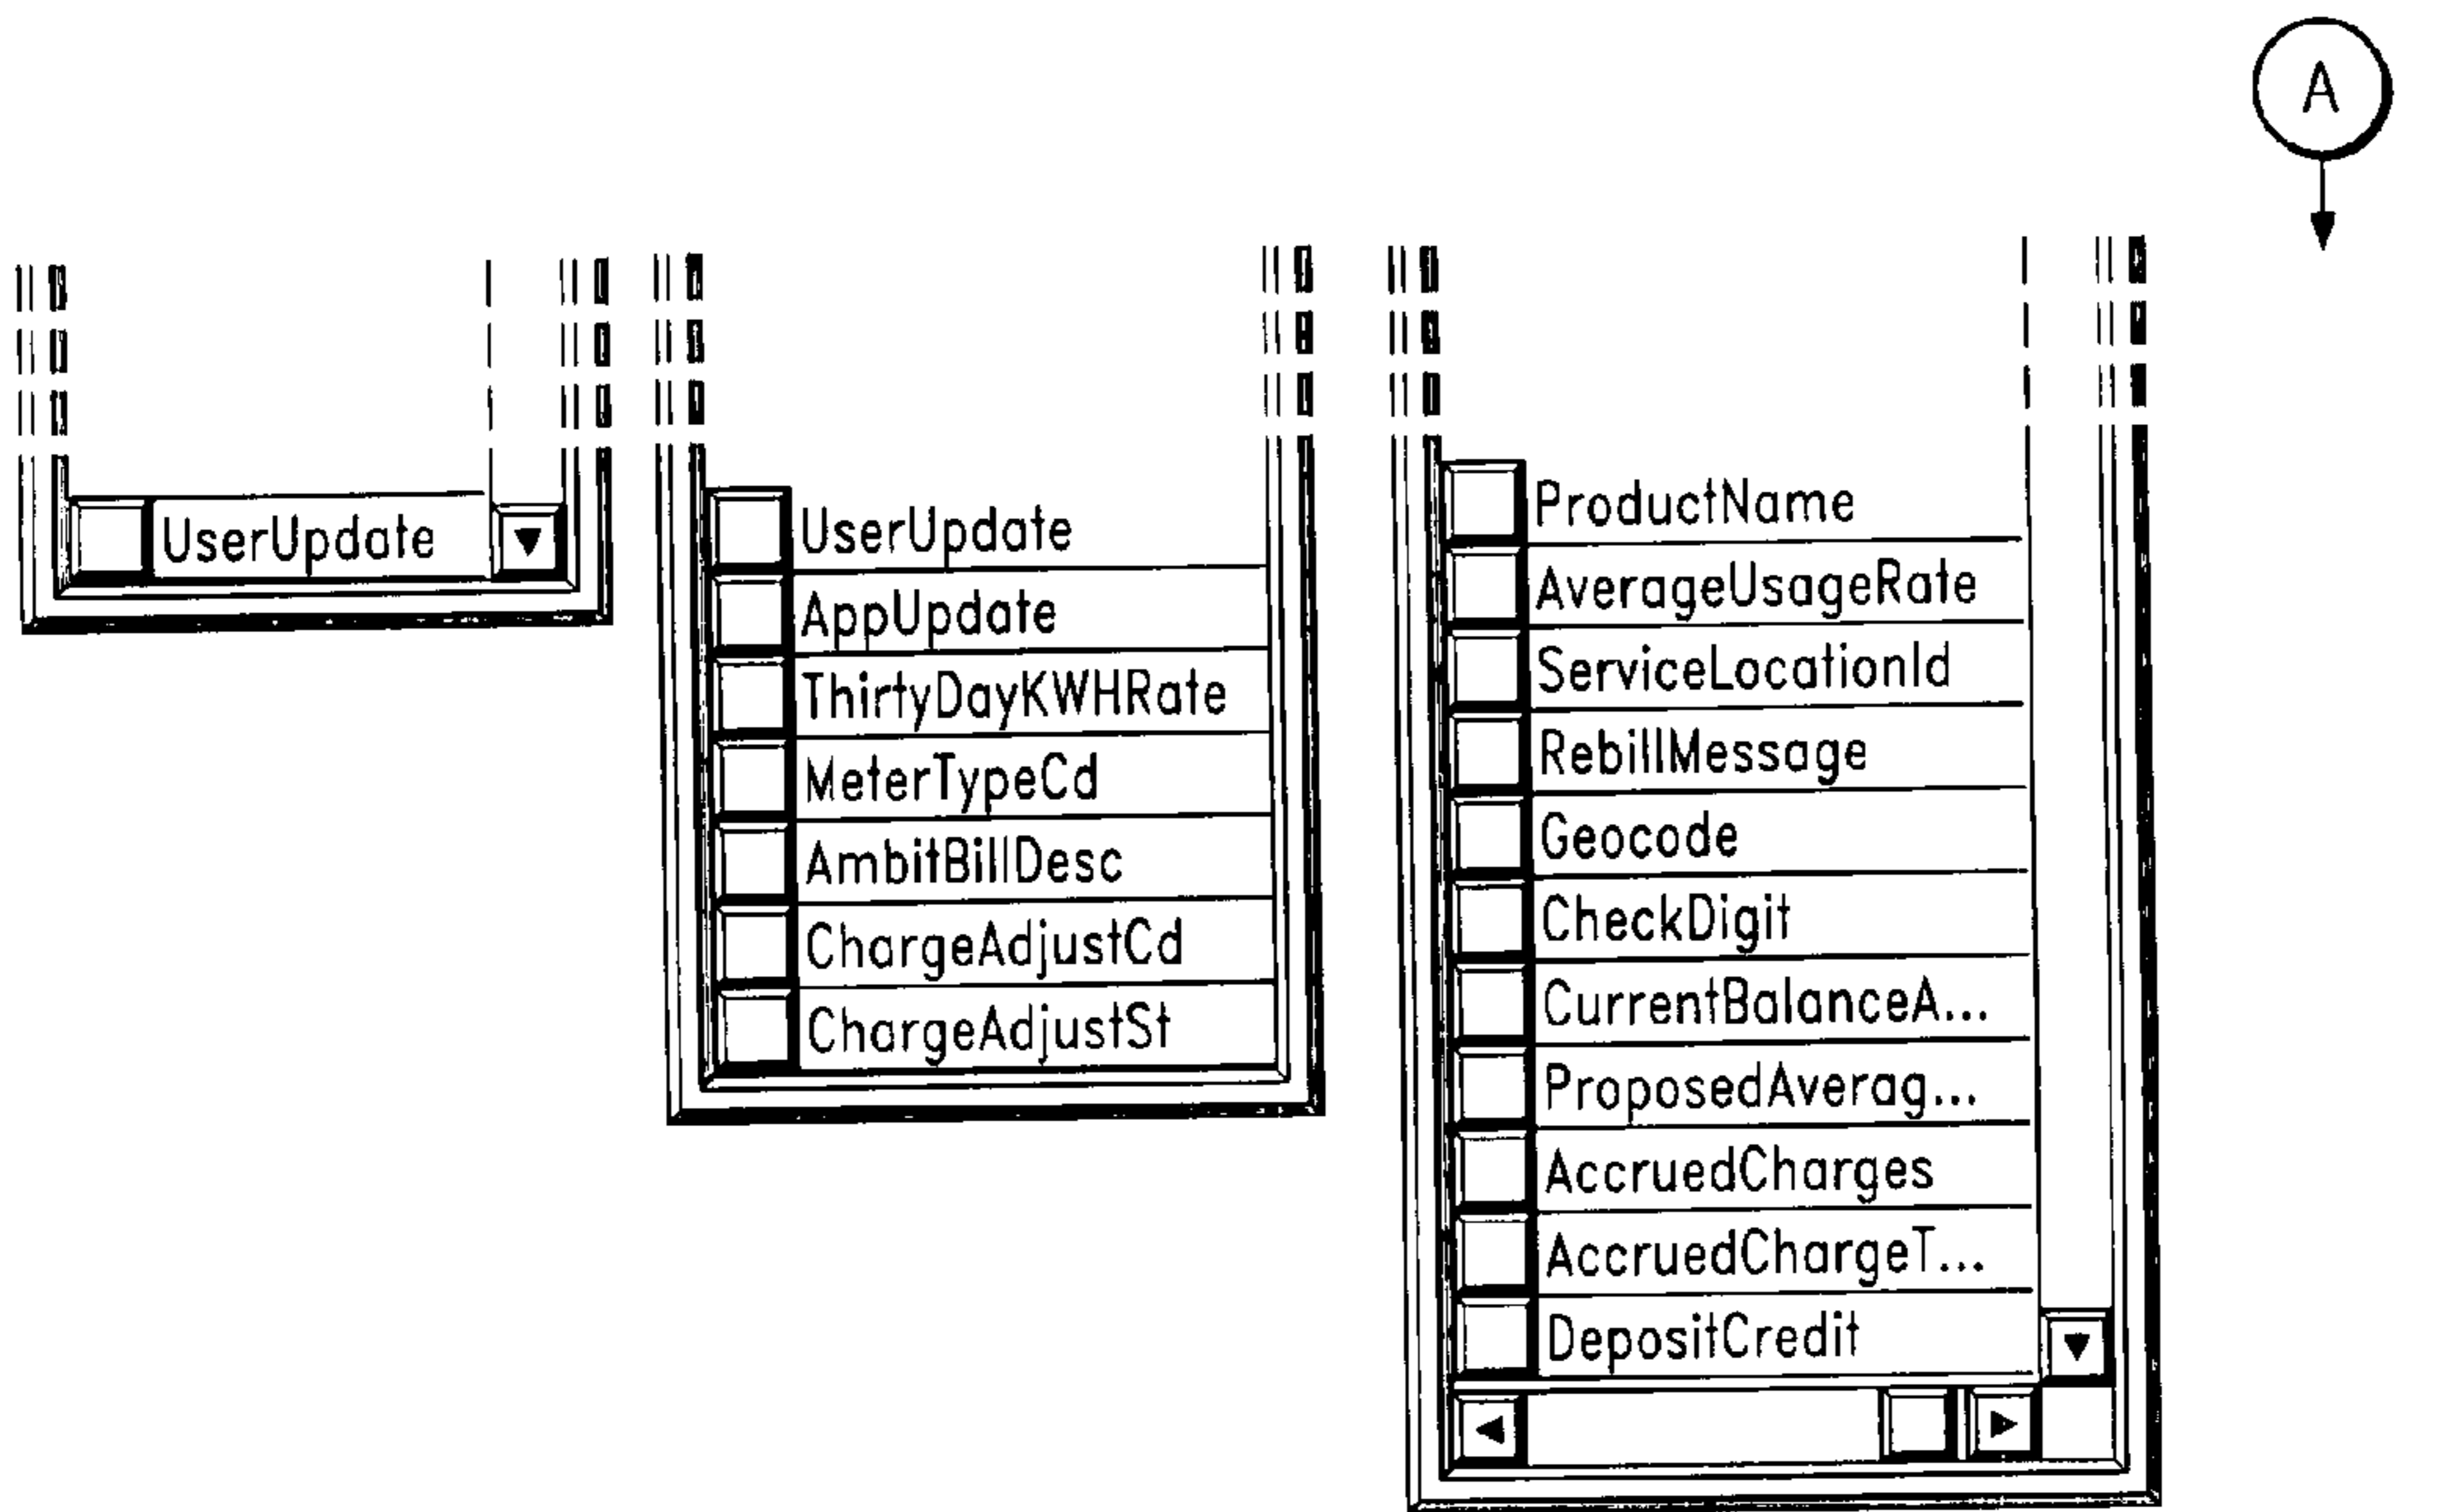 A
UserUpdate
UserUpdate
AppUpdate
ThirtyDayKWHRate
MeterTypeCd
AmbitBillDesc
ChargeAdjustCd
ChargeAdjustSt
ProductName
AverageUsageRate
ServiceLocationId
RebillMessage
Geocode
CheckDigit
CurrentBalanceA...
ProposedAverag...
AccruedCharges
AccruedChargeT...
DepositCredit